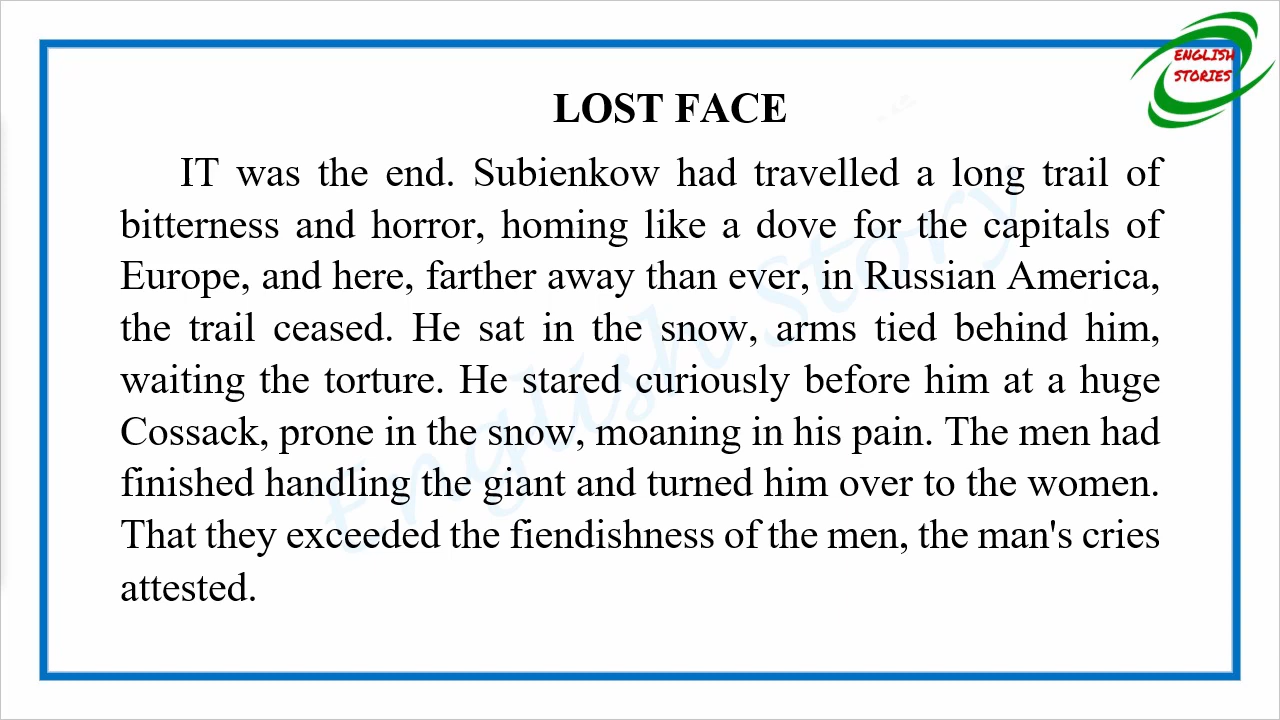 ENGLISH
STORIES
LOST FACE
IT was the end. Subienkow had travelled a long trail of
bitterness and horror, homing like a dove for the capitals of
Europe, and here, farther away than ever, in Russian America,
the trail ceased. He sat in the snow, arms tied behind him,
waiting the torture. He stared curiously before him at a huge
Cossack, prone in the snow, moaning in his pain. The men had
finished handling the giant and turned him over to the women.
That they exceeded the fiendishness of the men, the man's cries
attested.
English Story